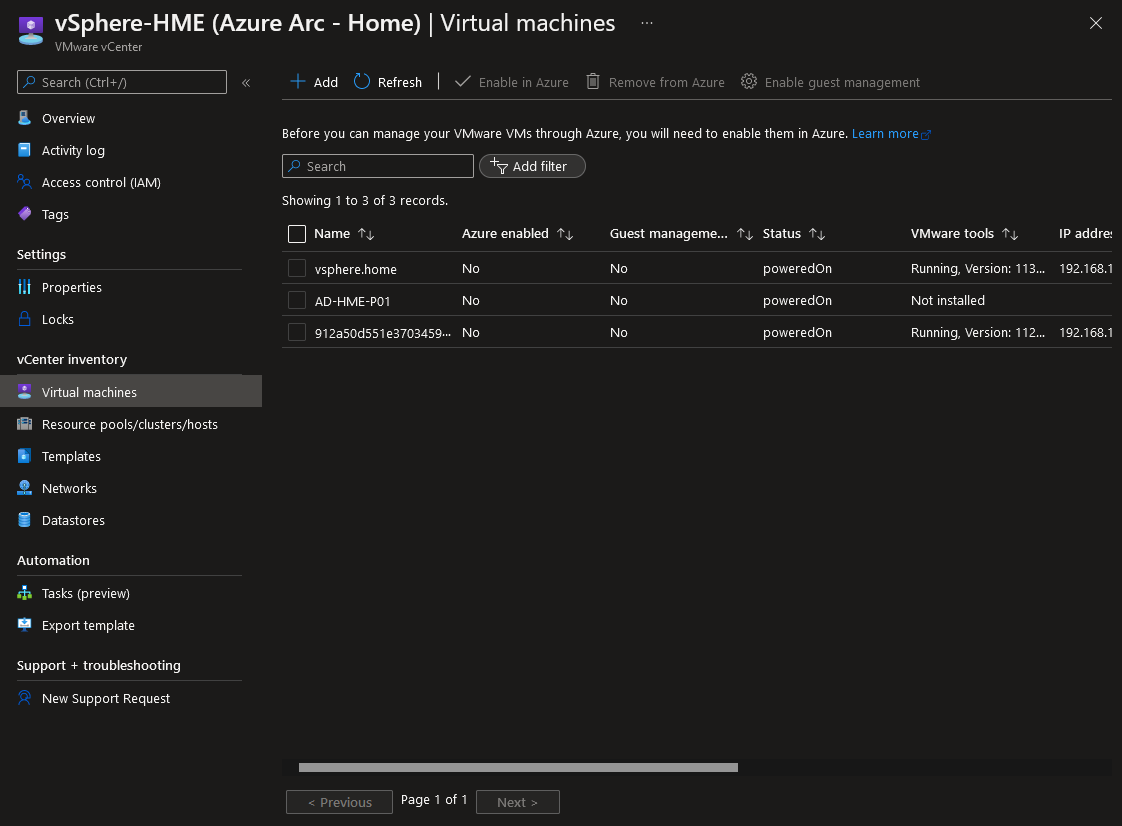 vSphere-HME (Azure Arc - Home) | Virtual machines ...
VMware vCenter
Search (Ctrl+/)
«
Overview
Activity log
Access control (IAM)
Tags
Settings
Properties
Locks
vCenter inventory
Virtual machines
Resource pools/clusters/hosts
Templates
Networks
Datastores
Automation
Tasks (preview)
Export template
Support + troubleshooting
New Support Request
Add Refresh | Enable in Azure Remove from Azure Enable guest management
Before you can manage your VMware VMs through Azure, you will need to enable them in Azure. Learn more
Search Add filter
Showing 1 to 3 of 3 records.
Name ↑↓ Azure enabled ↑↓ Guest manageme... ↑↓ Status ↑↓ VMware tools ↑↓ IP addres
vsphere.home No No poweredOn Running, Version: 113... 192.168.1
AD-HME-P01 No No poweredOn Not installed
912a50d551e3703459... No No poweredOn Running, Version: 112... 192.168.1
< Previous Page 1 of 1 Next >